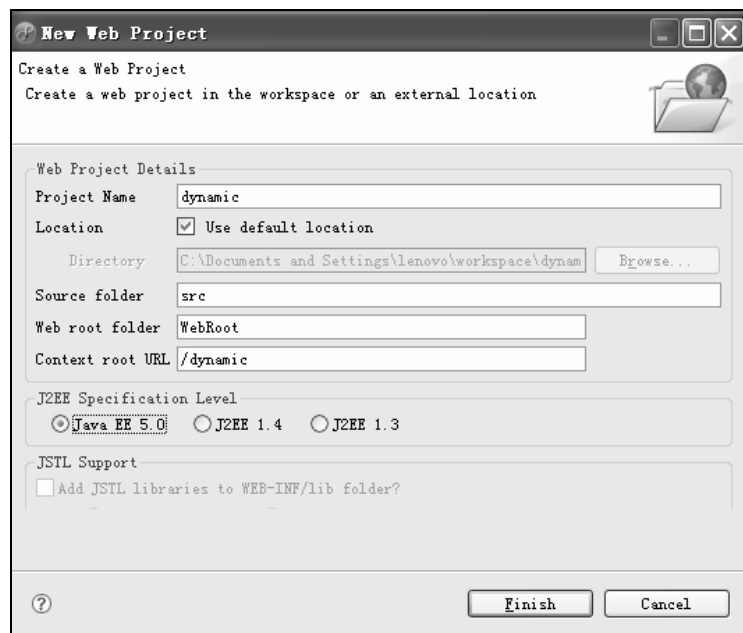 New Web Project
Create a Web Project
Create a web project in the workspace or an external location
Web Project Details
Project Name dynamic
Location Use default location
Directory C:\Documents and Settings\lenovo\workspace\dynam Browse...
Source folder src
Web root folder WebRoot
Context root URL /dynamic
J2EE Specification Level
Java EE 5.0 J2EE 1.4 J2EE 1.3
JSTL Support
Add JSTL libraries to WEB-INF/lib folder?
Finish Cancel